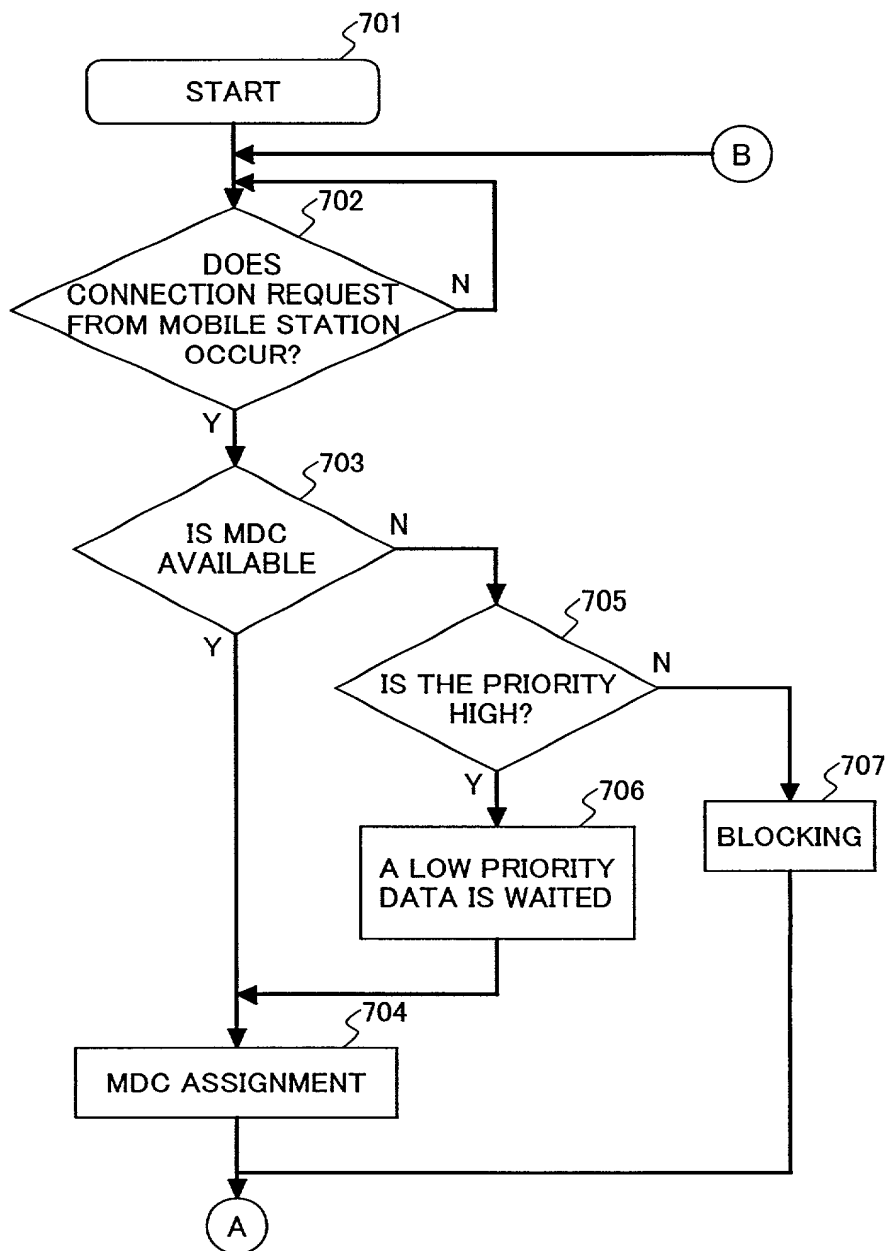 701
START
B
702
DOES
CONNECTION REQUEST
FROM MOBILE STATION
OCCUR?
N
Y
703
IS MDC
AVAILABLE
N
Y
705
IS THE PRIORITY
HIGH?
N
Y
706
A LOW PRIORITY
DATA IS WAITED
707
BLOCKING
704
MDC ASSIGNMENT
A